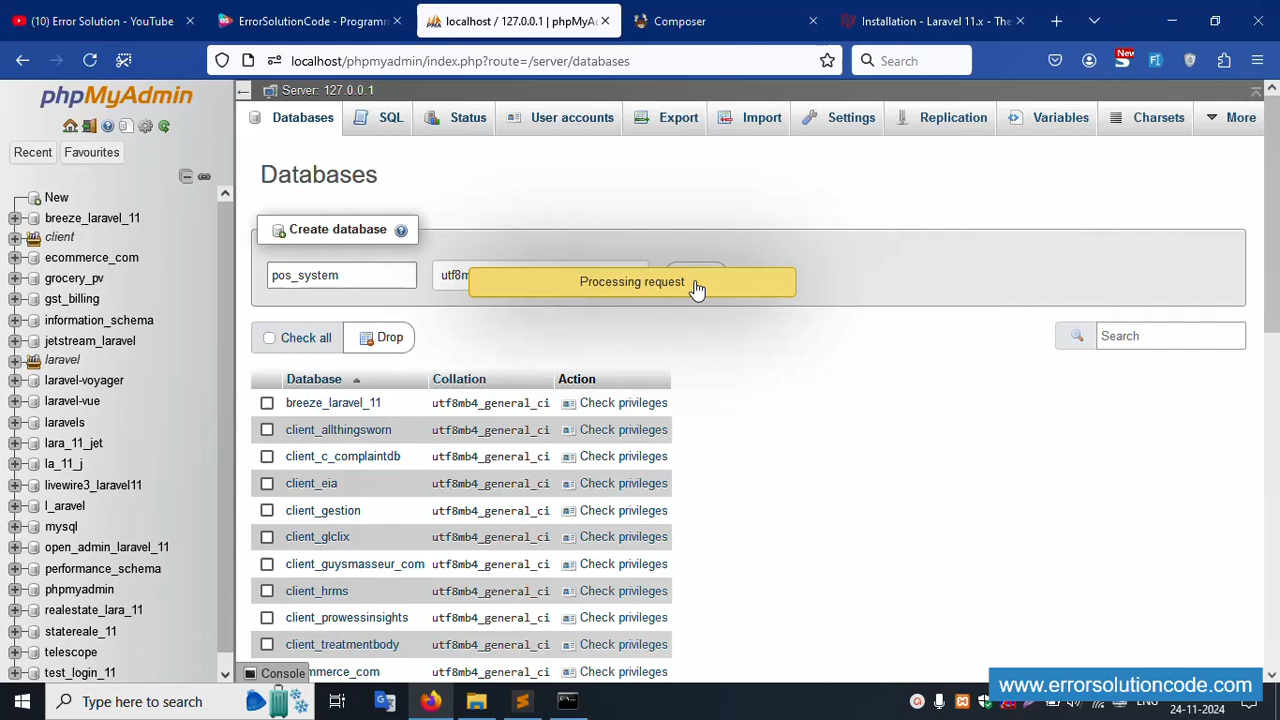 (10) Error Solution - YouTube
ErrorSolutionCode - Programm
localhost / 127.0.0.1 | phpMyA
Composer
Installation - Laravel 11.x - The
localhost/phpmyadmin/index.php?route=/server/databases
Search
New
phpMyAdmin
Recent
Favourites
New
breeze_laravel_11
client
ecommerce_com
grocery_pv
gst_billing
information_schema
jetstream_laravel
laravel
laravel-voyager
laravel-vue
laravels
lara_11_jet
la_11_j
livewire3_laravel11
l_aravel
mysql
open_admin_laravel_11
performance_schema
phpmyadmin
realestate_lara_11
statereale_11
telescope
test_login_11
Server: 127.0.0.1
Databases
SQL
Status
User accounts
Export
Import
Settings
Replication
Variables
Charsets
More
Databases
Create database
pos_system
utf8m
Processing request
Check all
Drop
Search
Database
Collation
Action
breeze_laravel_11 utf8mb4_general_ci Check privileges
client_allthingsworn utf8mb4_general_ci Check privileges
client_c_complaintdb utf8mb4_general_ci Check privileges
client_eia utf8mb4_general_ci Check privileges
client_gestion utf8mb4_general_ci Check privileges
client_glclix utf8mb4_general_ci Check privileges
client_guysmasseur_com utf8mb4_general_ci Check privileges
client_hrms utf8mb4_general_ci Check privileges
client_prowessinsights utf8mb4_general_ci Check privileges
client_treatmentbody utf8mb4_general_ci Check privileges
mmerce_com utf8mb4_general_ci Check privileges
Console
www.errorsolutioncode.com
Type here to search
24-11-2024